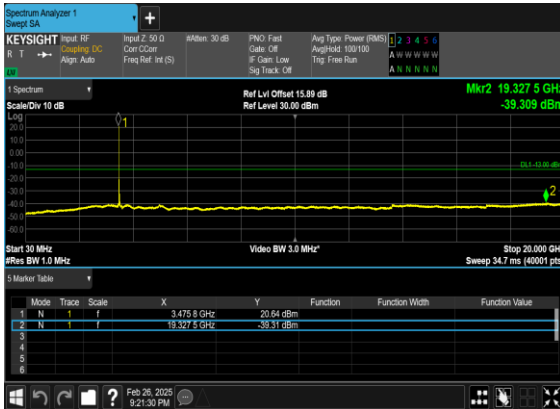 Spectrum Analyzer 1
Swept SA
+
KEYSIGHT
R T
LU
Input: RF
Coupling: DC
Align: Auto
Input Z: 50 Ω
Corr CCorr
Freq Ref: Int (S)
#Atten: 30 dB
PNO: Fast
Gate: Off
IF Gain: Low
Sig Track: Off
Avg Type: Power (RMS)
Avg|Hold: 100/100
Trig: Free Run
1 2 3 4 5 6
A W W W W W
A N N N N N
1 Spectrum
Scale/Div 10 dB
Ref Lvl Offset 15.89 dB
Ref Level 30.00 dBm
Mkr2 19.327 5 GHz
-39.309 dBm
Log
20.0
10.0
0.00
-10.0
-20.0
-30.0
-40.0
-50.0
-60.0
1
DL1 -13.00 dBm
2
Start 30 MHz
#Res BW 1.0 MHz
Video BW 3.0 MHz*
Stop 20.000 GHz
Sweep 34.7 ms (40001 pts)
5 Marker Table
Mode Trace Scale X Y Function Function Width Function Value
1 N 1 f 3.475 8 GHz 20.64 dBm
2 N 1 f 19.327 5 GHz -39.31 dBm
3
4
5
6
?
Feb 26, 2025
9:21:30 PM